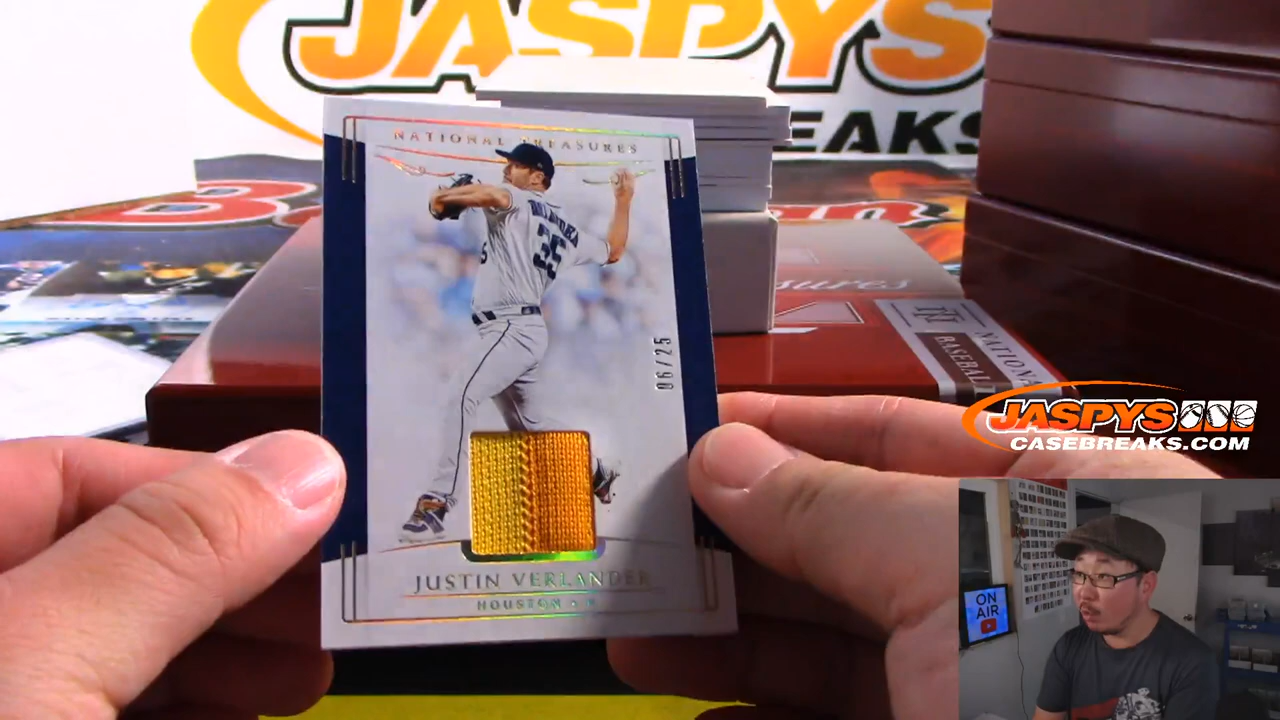 JASPYS
EAKS
NATIONAL TREASURES
35
06/25
JUSTIN VERLANDER
HOUSTON
NATIONAL
BASEBALL
JASPYS
CASEBREAKS.COM
ON
AIR